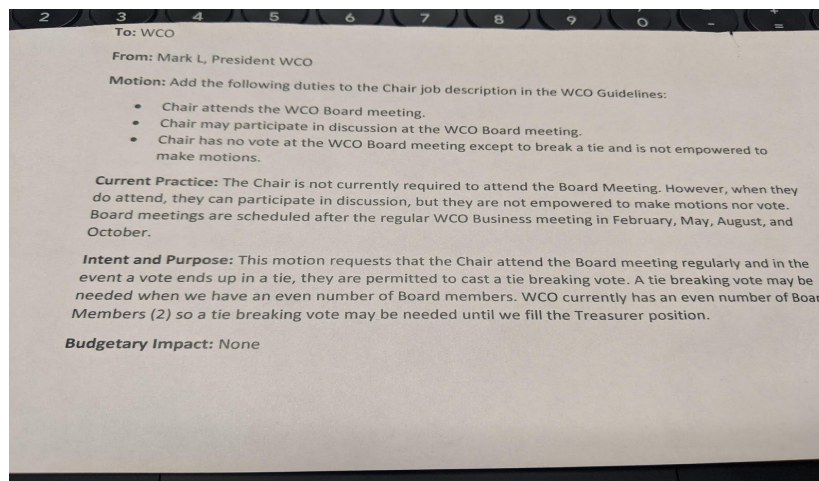 2 3 4 5 6 7 8 9 0 - + =
To: WCO
From: Mark L, President WCO
Motion: Add the following duties to the Chair job description in the WCO Guidelines:
• Chair attends the WCO Board meeting.
• Chair may participate in discussion at the WCO Board meeting.
• Chair has no vote at the WCO Board meeting except to break a tie and is not empowered to
make motions.
Current Practice: The Chair is not currently required to attend the Board Meeting. However, when they
do attend, they can participate in discussion, but they are not empowered to make motions nor vote.
Board meetings are scheduled after the regular WCO Business meeting in February, May, August, and
October.
Intent and Purpose: This motion requests that the Chair attend the Board meeting regularly and in the
event a vote ends up in a tie, they are permitted to cast a tie breaking vote. A tie breaking vote may be
needed when we have an even number of Board members. WCO currently has an even number of Boar
Members (2) so a tie breaking vote may be needed until we fill the Treasurer position.
Budgetary Impact: None